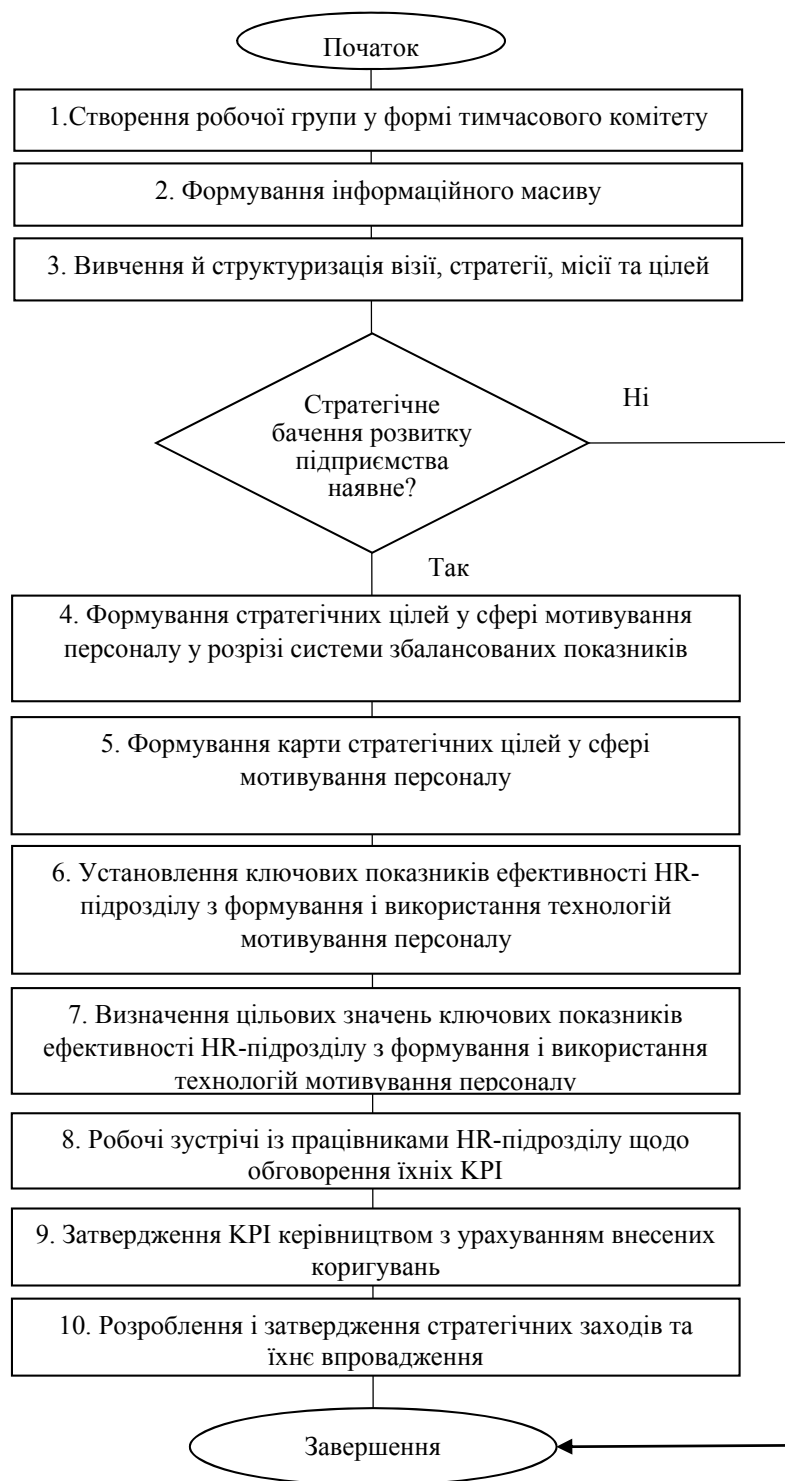 Початок
1.Створення робочої групи у формі тимчасового комітету
2. Формування інформаційного масиву
3. Вивчення й структуризація візії, стратегії, місії та цілей
Стратегічне
бачення розвитку
підприємства
наявне?
Ні
Так
4. Формування стратегічних цілей у сфері мотивування
персоналу у розрізі системи збалансованих показників
5. Формування карти стратегічних цілей у сфері
мотивування персоналу
6. Установлення ключових показників ефективності HR-
підрозділу з формування і використання технологій
мотивування персоналу
7. Визначення цільових значень ключових показників
ефективності HR-підрозділу з формування і використання
технологій мотивування персоналу
8. Робочі зустрічі із працівниками HR-підрозділу щодо
обговорення їхніх KPI
9. Затвердження KPI керівництвом з урахуванням внесених
коригувань
10. Розроблення і затвердження стратегічних заходів та
їхнє впровадження
Завершення